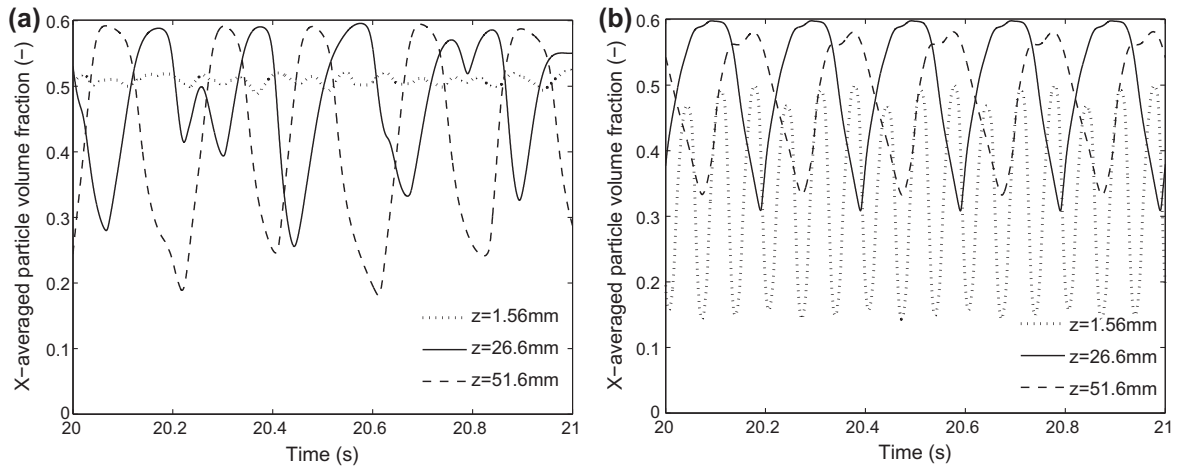 (a)
X-averaged particle volume fraction (-)
0.6
0.5
0.4
0.3
0.2
0.1
0
20 20.2 20.4 20.6 20.8 21
Time (s)
z=1.56mm
z=26.6mm
z=51.6mm
(b)
X-averaged particle volume fraction (-)
0.6
0.5
0.4
0.3
0.2
0.1
0
20 20.2 20.4 20.6 20.8 21
Time (s)
z=1.56mm
z=26.6mm
z=51.6mm